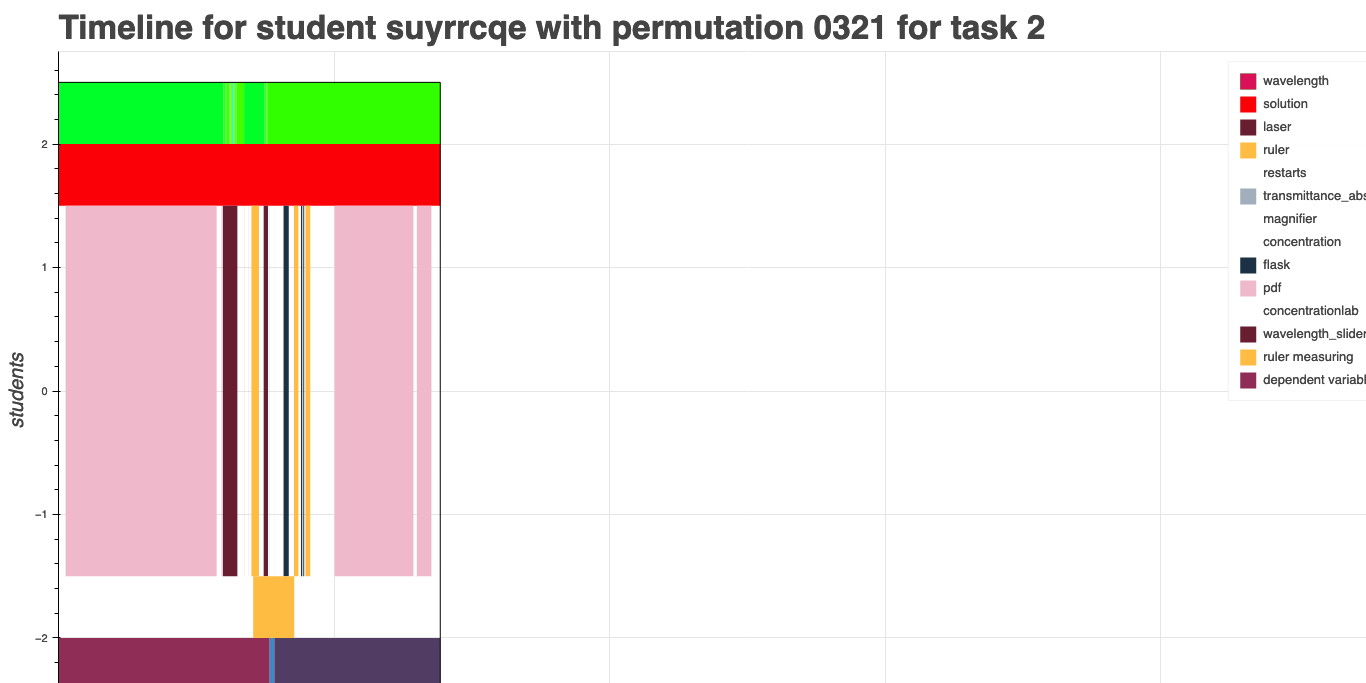 Timeline for student suyrrcqe with permutation 0321 for task 2
wavelength
solution
laser
ruler
restarts
transmittance_abs
magnifier
concentration
flask
pdf
concentrationlab
wavelength_slider
ruler measuring
dependent variabl
students
2
1
0
−1
−2